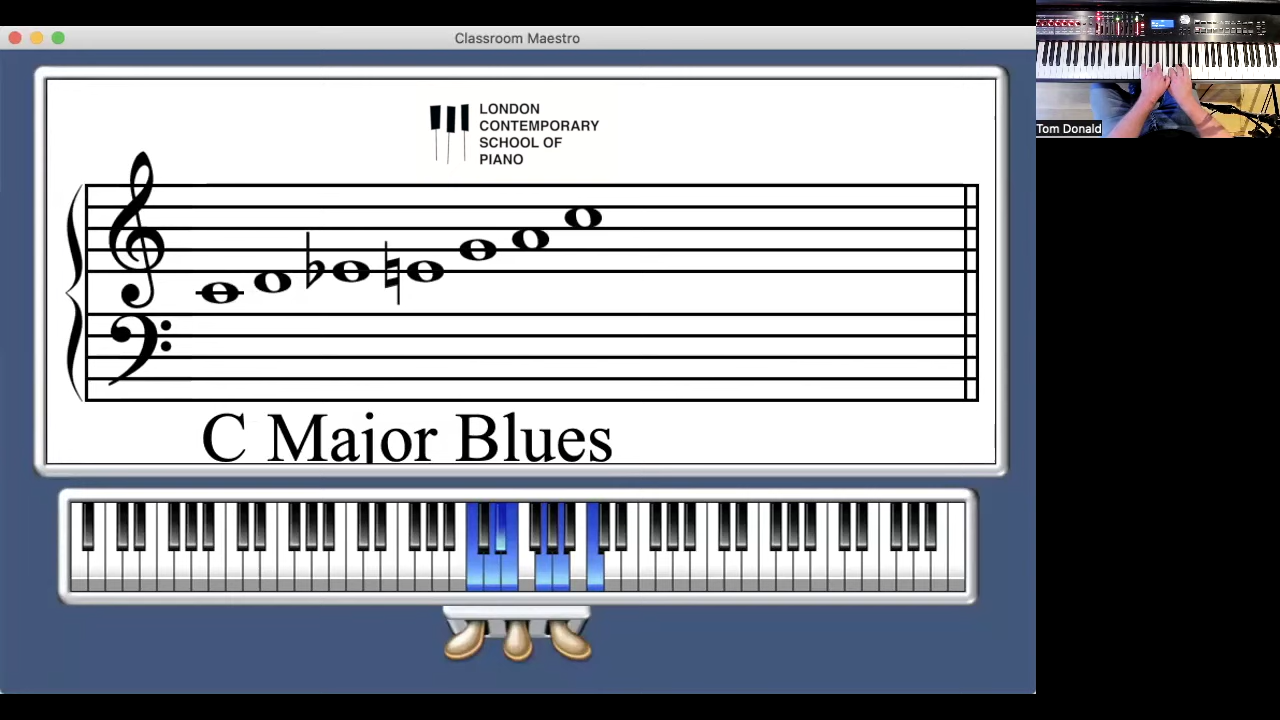 Classroom Maestro
LONDON
CONTEMPORARY
SCHOOL OF
PIANO
C Major Blues
Tom Donald